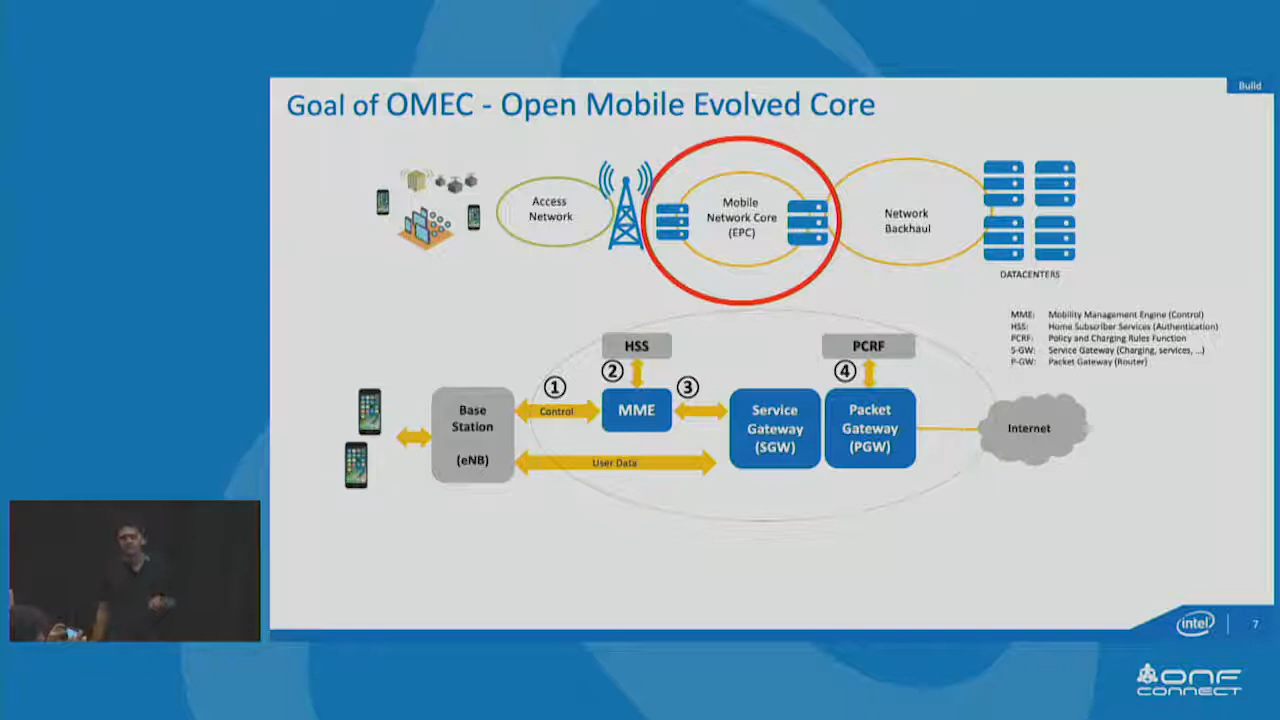 Build
Goal of OMEC - Open Mobile Evolved Core
Access
Network
Mobile
Network Core
(EPC)
Network
Backhaul
DATACENTERS
MME: Mobility Management Engine (Control)
HSS: Home Subscriber Services (Authentication)
PCRF: Policy and Charging Rules Function
S-GW: Service Gateway (Charging, services, ...)
P-GW: Packet Gateway (Router)
HSS
PCRF
① ② ③ ④
Base
Station
(eNB)
Control
MME
Service
Gateway
(SGW)
Packet
Gateway
(PGW)
Internet
User Data
intel
7
ONF
CONNECT